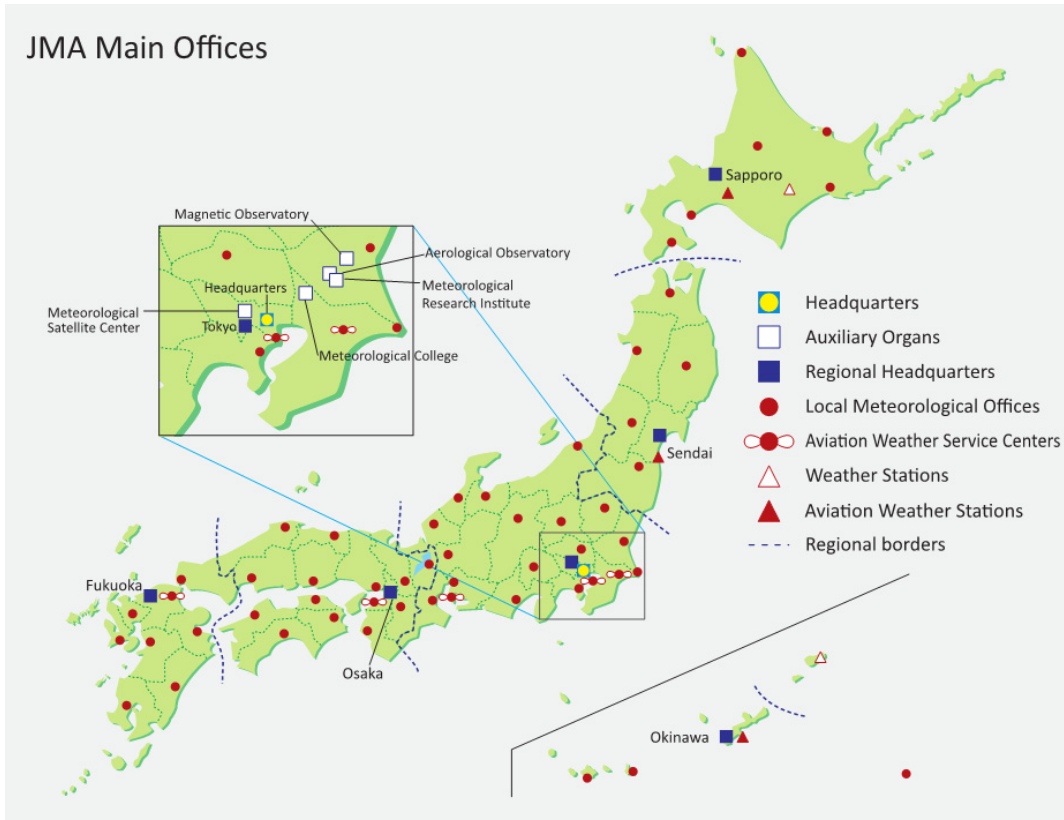 JMA Main Offices
Sapporo
Magnetic Observatory
Aerological Observatory
Headquarters
Meteorological
Research Institute
Meteorological
Satellite Center
Tokyo
Meteorological College
Headquarters
Auxiliary Organs
Regional Headquarters
Local Meteorological Offices
Aviation Weather Service Centers
Weather Stations
Aviation Weather Stations
Regional borders
Sendai
Fukuoka
Osaka
Okinawa